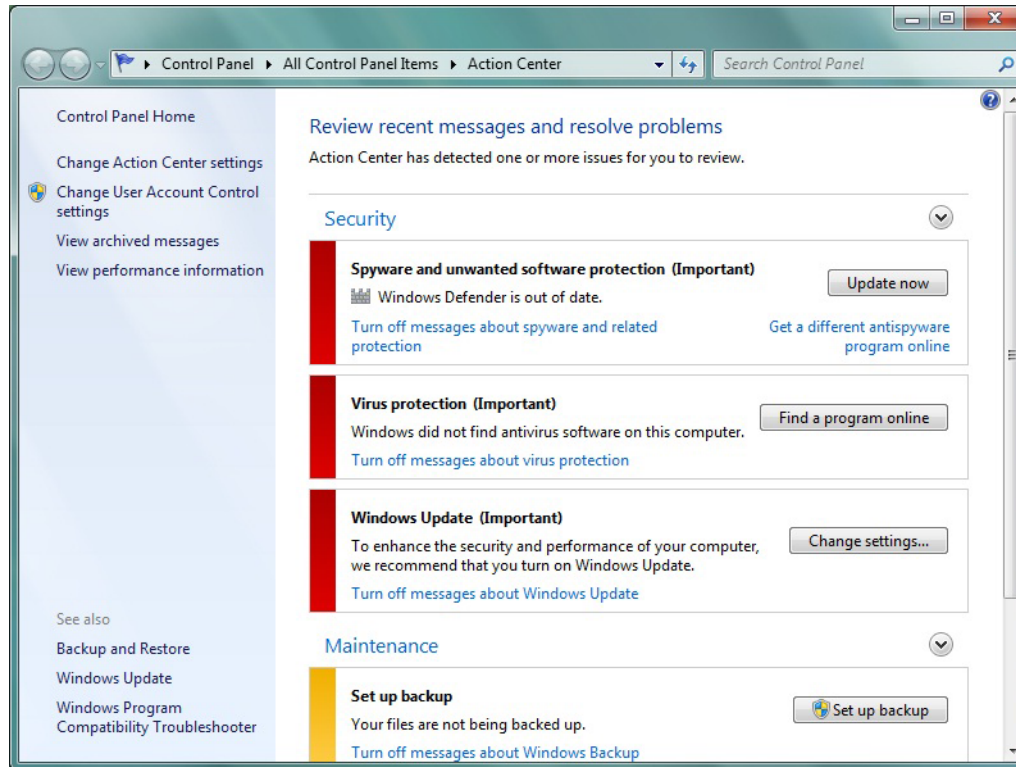 Control Panel ▸ All Control Panel Items ▸ Action Center
Search Control Panel
Control Panel Home
Change Action Center settings
Change User Account Control
settings
View archived messages
View performance information
See also
Backup and Restore
Windows Update
Windows Program
Compatibility Troubleshooter
Review recent messages and resolve problems
Action Center has detected one or more issues for you to review.
Security
Spyware and unwanted software protection (Important)
Windows Defender is out of date.
Update now
Turn off messages about spyware and related
protection
Get a different antispyware
program online
Virus protection (Important)
Windows did not find antivirus software on this computer.
Find a program online
Turn off messages about virus protection
Windows Update (Important)
To enhance the security and performance of your computer,
we recommend that you turn on Windows Update.
Change settings...
Turn off messages about Windows Update
Maintenance
Set up backup
Your files are not being backed up.
Set up backup
Turn off messages about Windows Backup